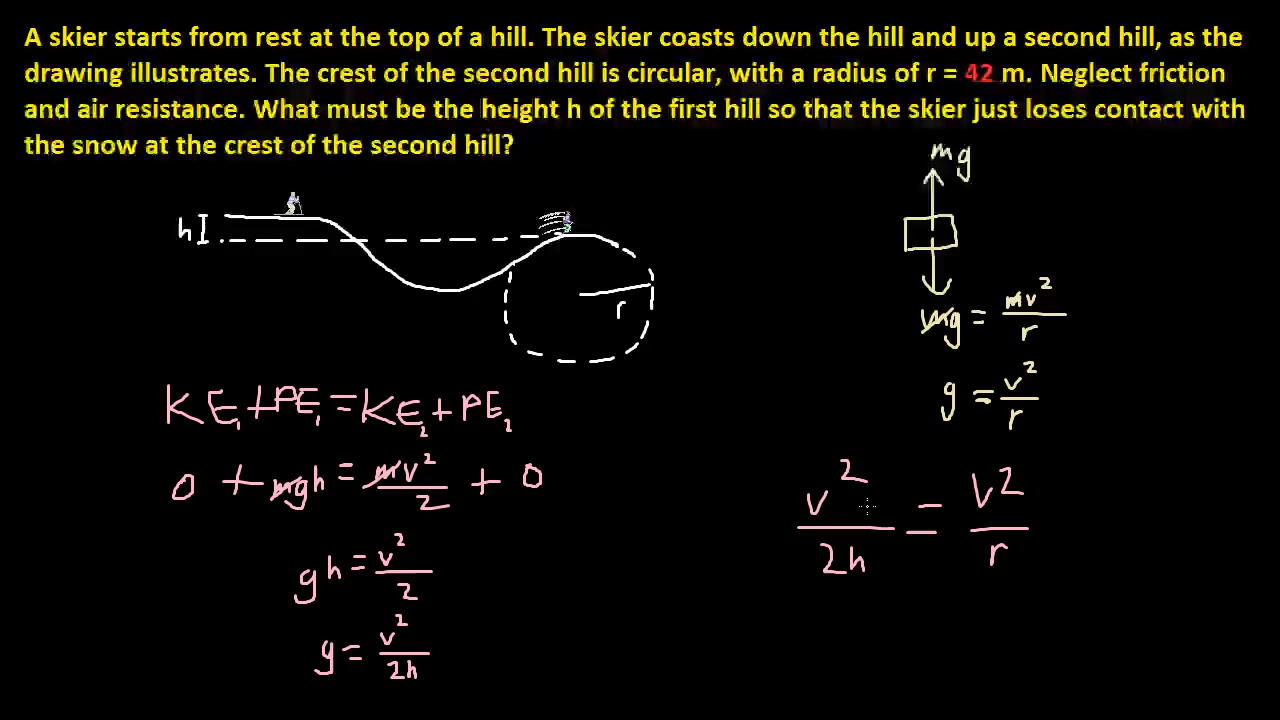 A skier starts from rest at the top of a hill. The skier coasts down the hill and up a second hill, as the
drawing illustrates. The crest of the second hill is circular, with a radius of r = 42 m. Neglect friction
and air resistance. What must be the height h of the first hill so that the skier just loses contact with
the snow at the crest of the second hill?
mg
h
r
mg = mv²/r
g = v²/r
KE₁+PE₁=KE₂+PE₂
0 + mgh = mv²/2 + 0
gh = v²/2
g = v²/2h
v²/2h = v²/r